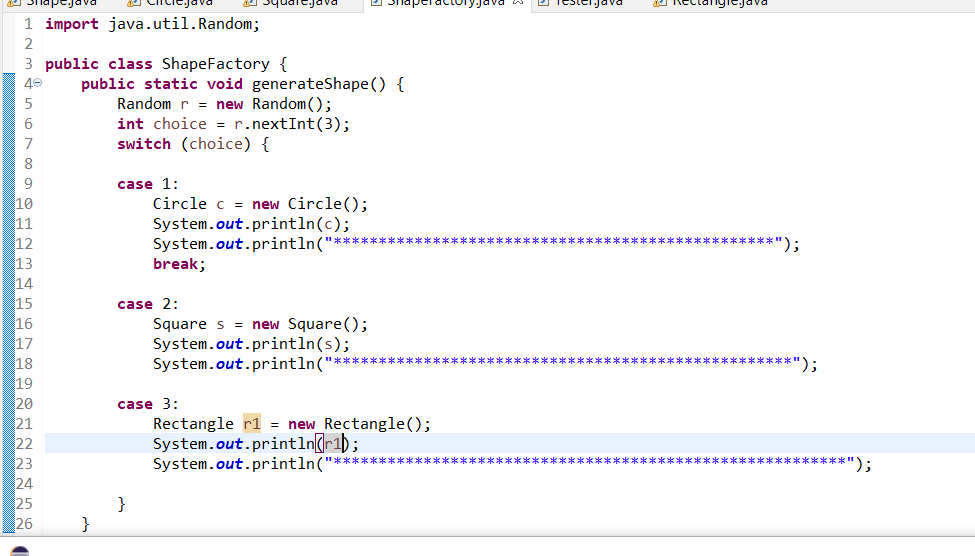 Shape.java Circle.java Square.java ShapeFactory.java Tester.java Rectangle.java
1 import java.util.Random;
2
3 public class ShapeFactory {
4 public static void generateShape() {
5 Random r = new Random();
6 int choice = r.nextInt(3);
7 switch (choice) {
8
9 case 1:
10 Circle c = new Circle();
11 System.out.println(c);
12 System.out.println("*************************************************");
13 break;
14
15 case 2:
16 Square s = new Square();
17 System.out.println(s);
18 System.out.println("***************************************************");
19
20 case 3:
21 Rectangle r1 = new Rectangle();
22 System.out.println(r1);
23 System.out.println("*********************************************************");
24
25 }
26 }